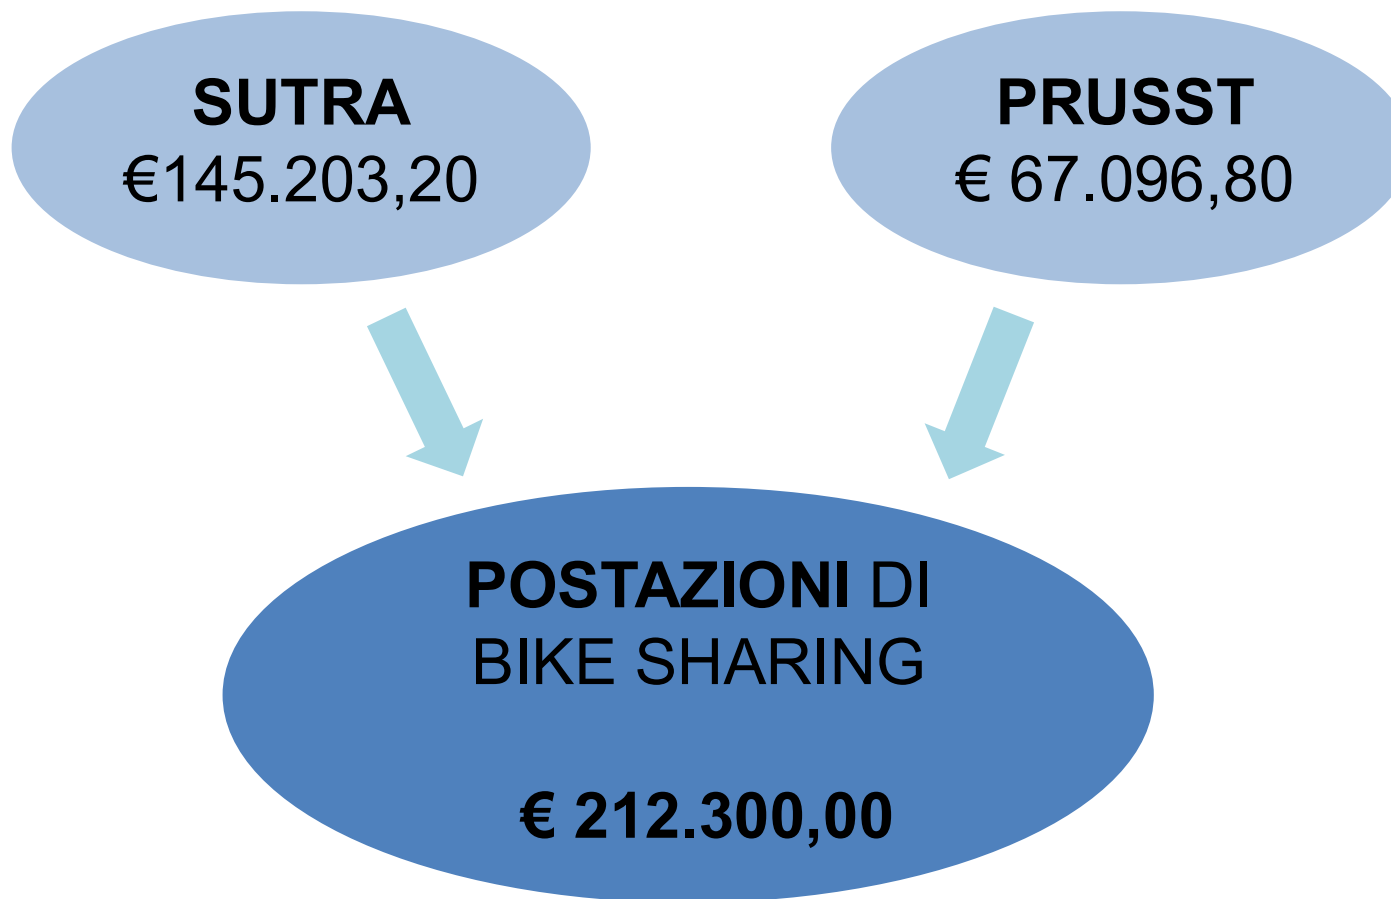 SUTRA
€145.203,20
PRUSST
€ 67.096,80
POSTAZIONI DI
BIKE SHARING
€ 212.300,00